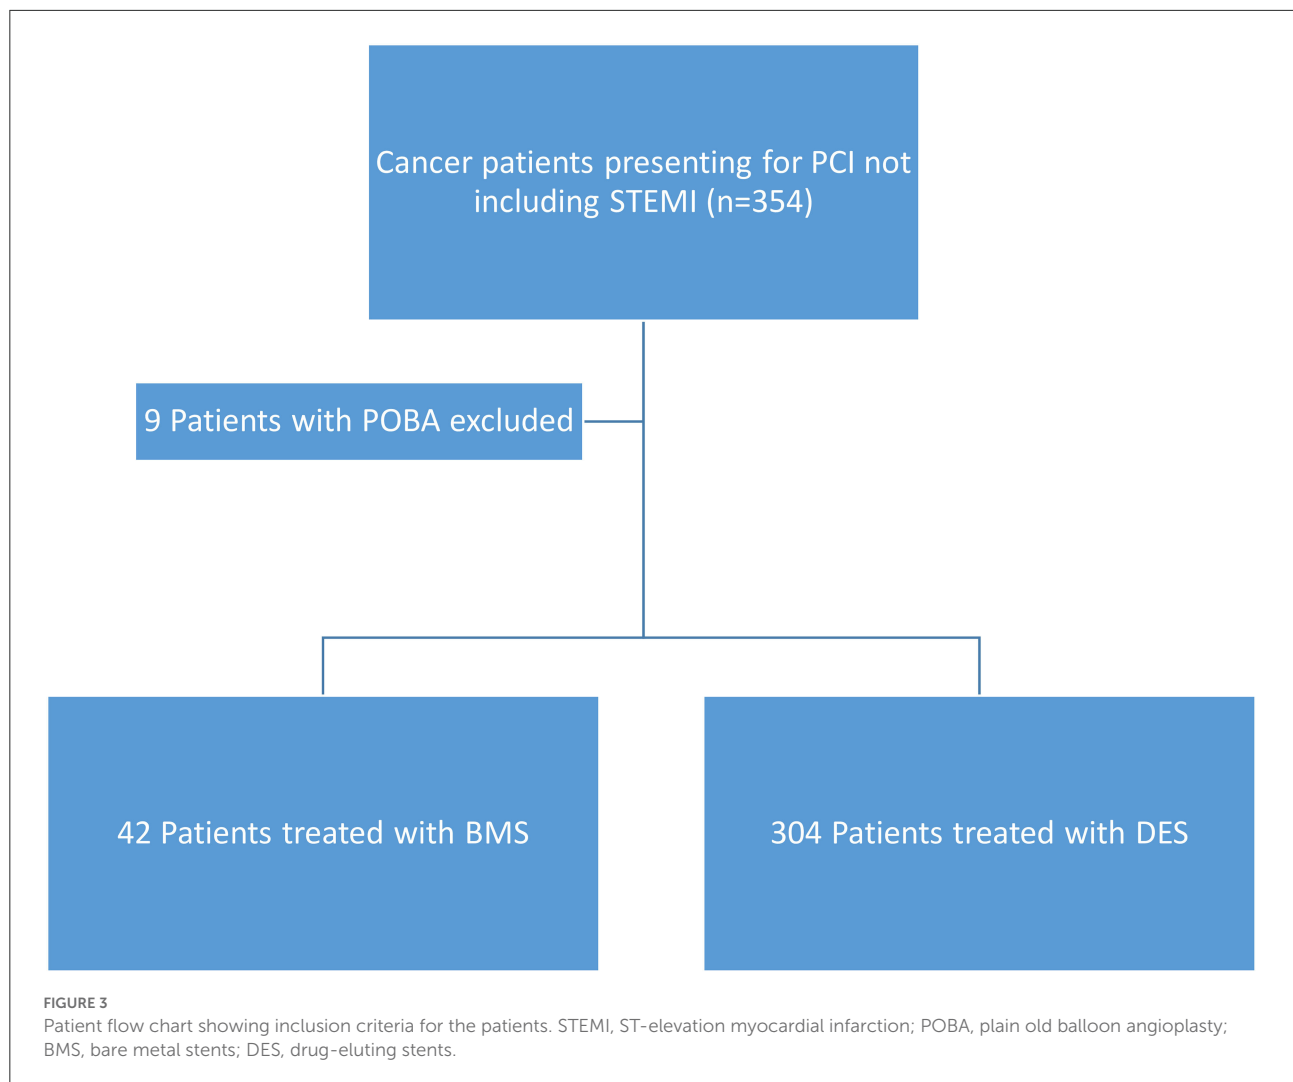 Cancer patients presenting for PCI not
including STEMI (n=354)
9 Patients with POBA excluded
42 Patients treated with BMS
304 Patients treated with DES
FIGURE 3
Patient flow chart showing inclusion criteria for the patients. STEMI, ST-elevation myocardial infarction; POBA, plain old balloon angioplasty;
BMS, bare metal stents; DES, drug-eluting stents.